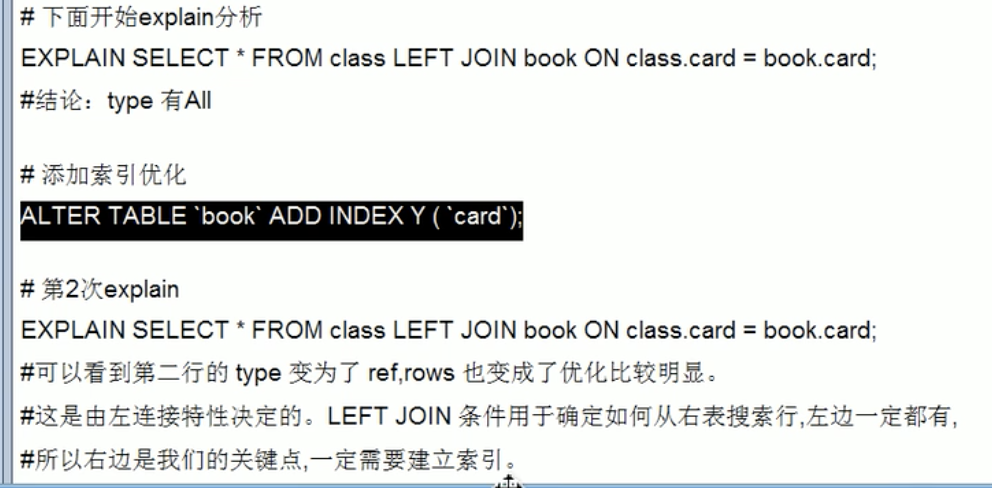 # 下面开始explain分析
EXPLAIN SELECT * FROM class LEFT JOIN book ON class.card = book.card;
#结论：type 有All
# 添加索引优化
ALTER TABLE `book` ADD INDEX Y ( `card`);
# 第2次explain
EXPLAIN SELECT * FROM class LEFT JOIN book ON class.card = book.card;
#可以看到第二行的 type 变为了 ref,rows 也变成了优化比较明显。
#这是由左连接特性决定的。LEFT JOIN 条件用于确定如何从右表搜索行,左边一定都有,
#所以右边是我们的关键点,一定需要建立索引。